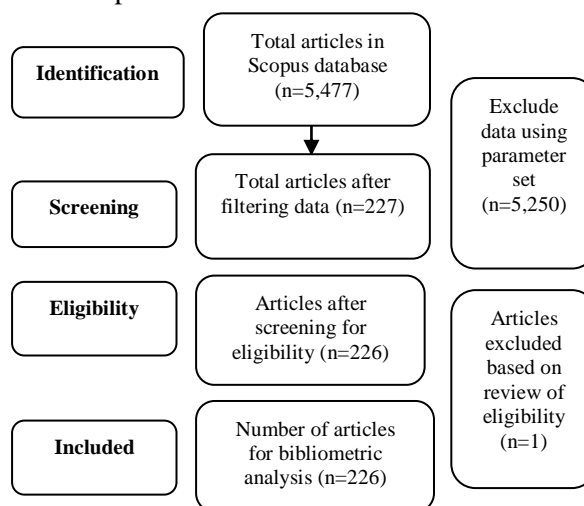 Identification
Total articles in
Scopus database
(n=5,477)
Exclude
data using
parameter
set
(n=5,250)
Screening
Total articles after
filtering data (n=227)
Eligibility
Articles after
screening for
eligibility (n=226)
Articles
excluded
based on
review of
eligibility
(n=1)
Included
Number of articles
for bibliometric
analysis (n=226)